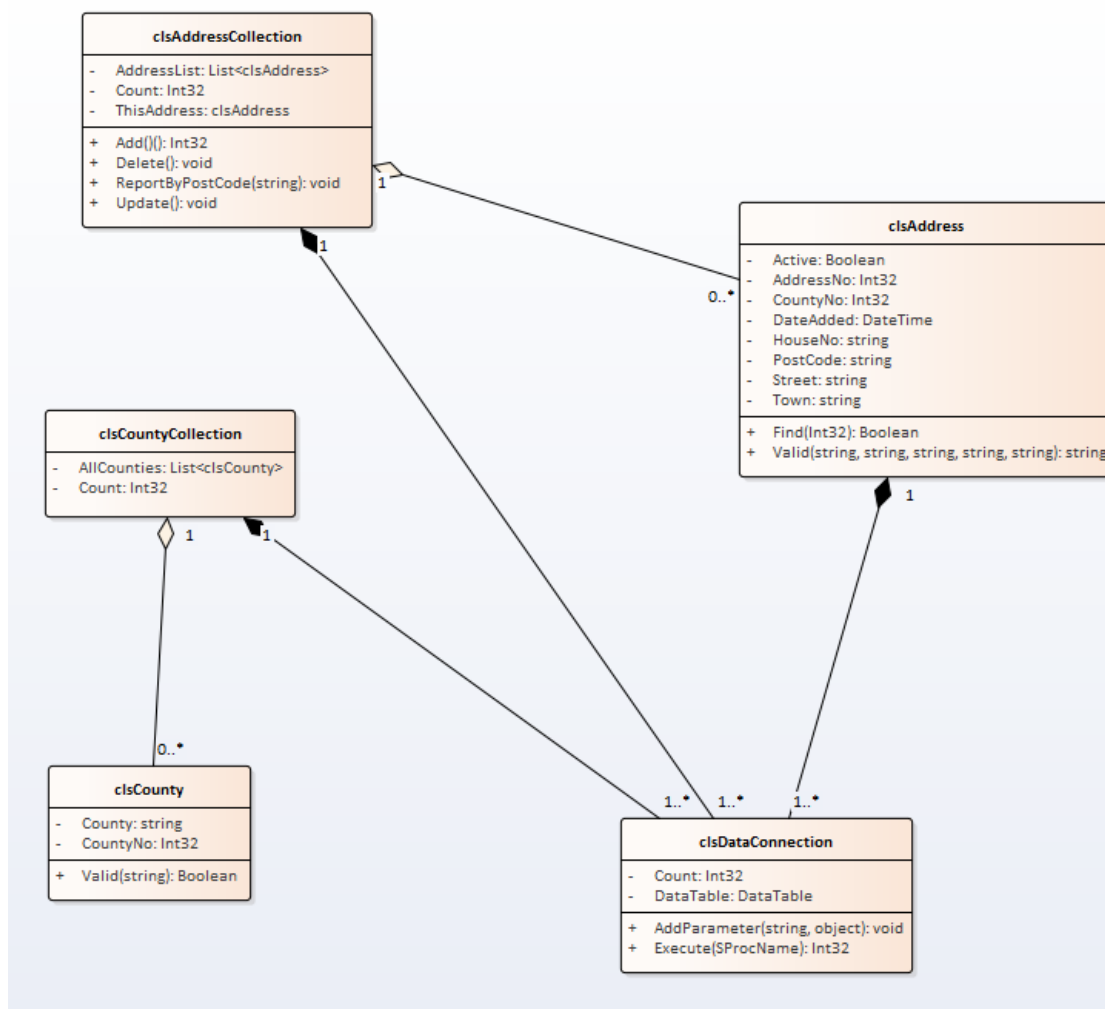 clsAddressCollection
- AddressList: List<clsAddress>
- Count: Int32
- ThisAddress: clsAddress
+ Add()(): Int32
+ Delete(): void
+ ReportByPostCode(string): void
+ Update(): void
1
1
0..*
clsAddress
- Active: Boolean
- AddressNo: Int32
- CountyNo: Int32
- DateAdded: DateTime
- HouseNo: string
- PostCode: string
- Street: string
- Town: string
+ Find(Int32): Boolean
+ Valid(string, string, string, string, string): string
1
clsCountyCollection
- AllCounties: List<clsCounty>
- Count: Int32
1
1
0..*
clsCounty
- County: string
- CountyNo: Int32
+ Valid(string): Boolean
1..*
1..*
1..*
clsDataConnection
- Count: Int32
- DataTable: DataTable
+ AddParameter(string, object): void
+ Execute(SProcName): Int32